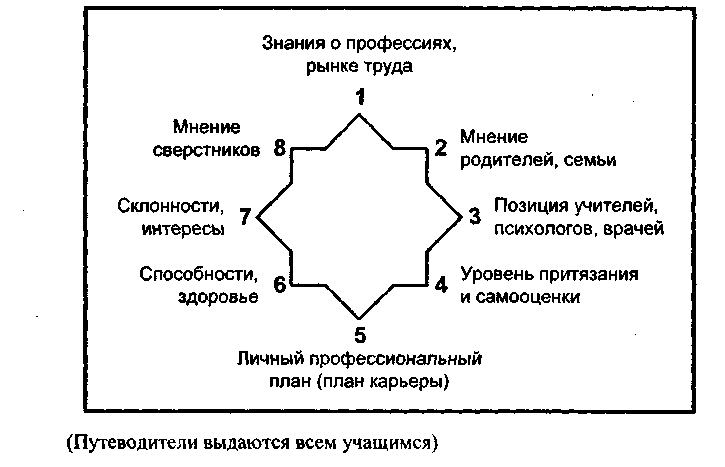 Знания о профессиях,
рынке труда
1
Мнение
сверстников 8
2 Мнение
родителей, семьи
Склонности,
интересы
7
3 Позиция учителей,
психологов, врачей
Способности,
здоровье
6
4 Уровень притязания
и самооценки
5
Личный профессиональный
план (план карьеры)
(Путеводители выдаются всем учащимся)